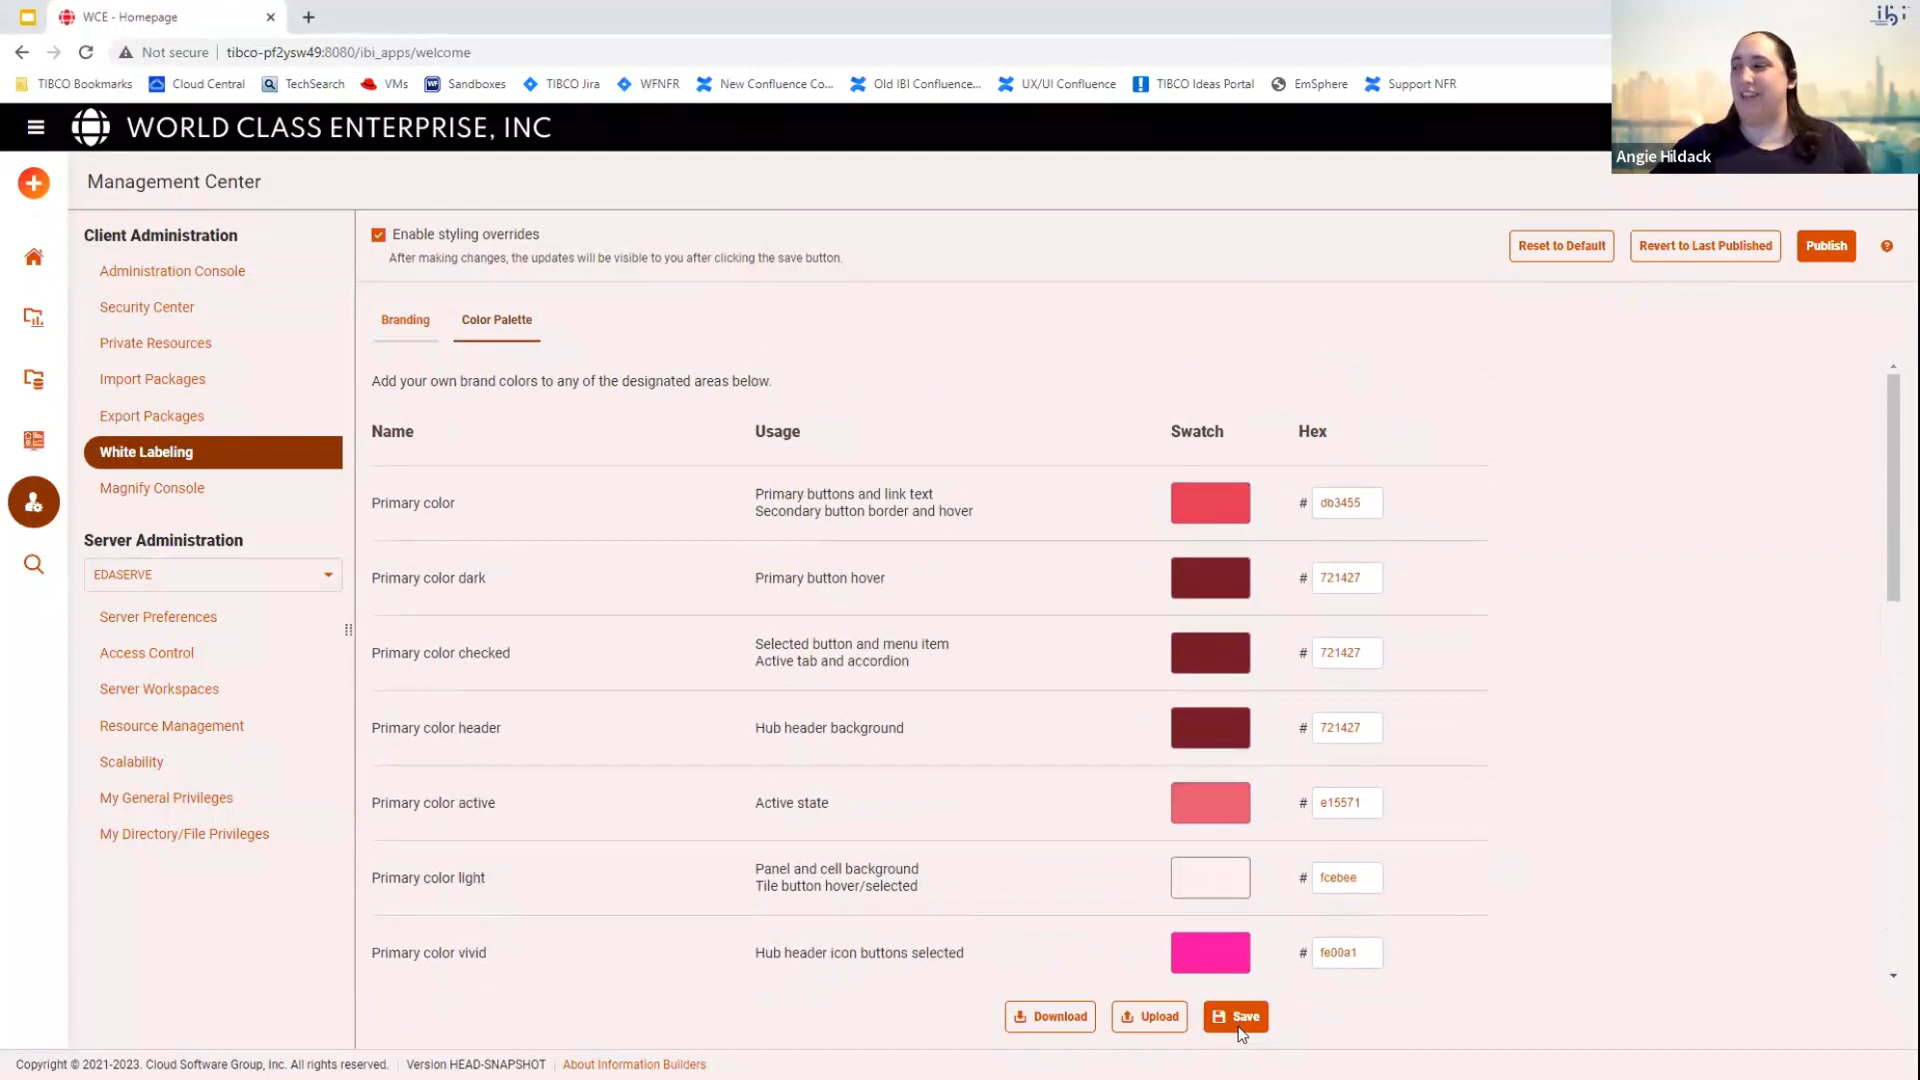 WCE - Homepage
Not secure
tibco-pf2ysw49:8080/ibi_apps/welcome
TIBCO Bookmarks
Cloud Central
TechSearch
VMs
Sandboxes
TIBCO Jira
WFNFR
New Confluence Co...
Old IBI Confluence...
UX/UI Confluence
TIBCO Ideas Portal
EmSphere
Support NFR
ibi
Angie Hildack
WORLD CLASS ENTERPRISE, INC
Management Center
Client Administration
Administration Console
Security Center
Private Resources
Import Packages
Export Packages
White Labeling
Magnify Console
Server Administration
EDASERVE
Server Preferences
Access Control
Server Workspaces
Resource Management
Scalability
My General Privileges
My Directory/File Privileges
Enable styling overrides
After making changes, the updates will be visible to you after clicking the save button.
Reset to Default
Revert to Last Published
Publish
?
Branding
Color Palette
Add your own brand colors to any of the designated areas below.
Name Usage Swatch Hex
Primary color
Primary buttons and link text
Secondary button border and hover
# db3455
Primary color dark
Primary button hover
# 721427
Primary color checked
Selected button and menu item
Active tab and accordion
# 721427
Primary color header
Hub header background
# 721427
Primary color active
Active state
# e15571
Primary color light
Panel and cell background
Tile button hover/selected
# fcebee
Primary color vivid
Hub header icon buttons selected
# fe00a1
Download
Upload
Save
Copyright © 2021-2023. Cloud Software Group, Inc. All rights reserved. | Version HEAD-SNAPSHOT | About Information Builders